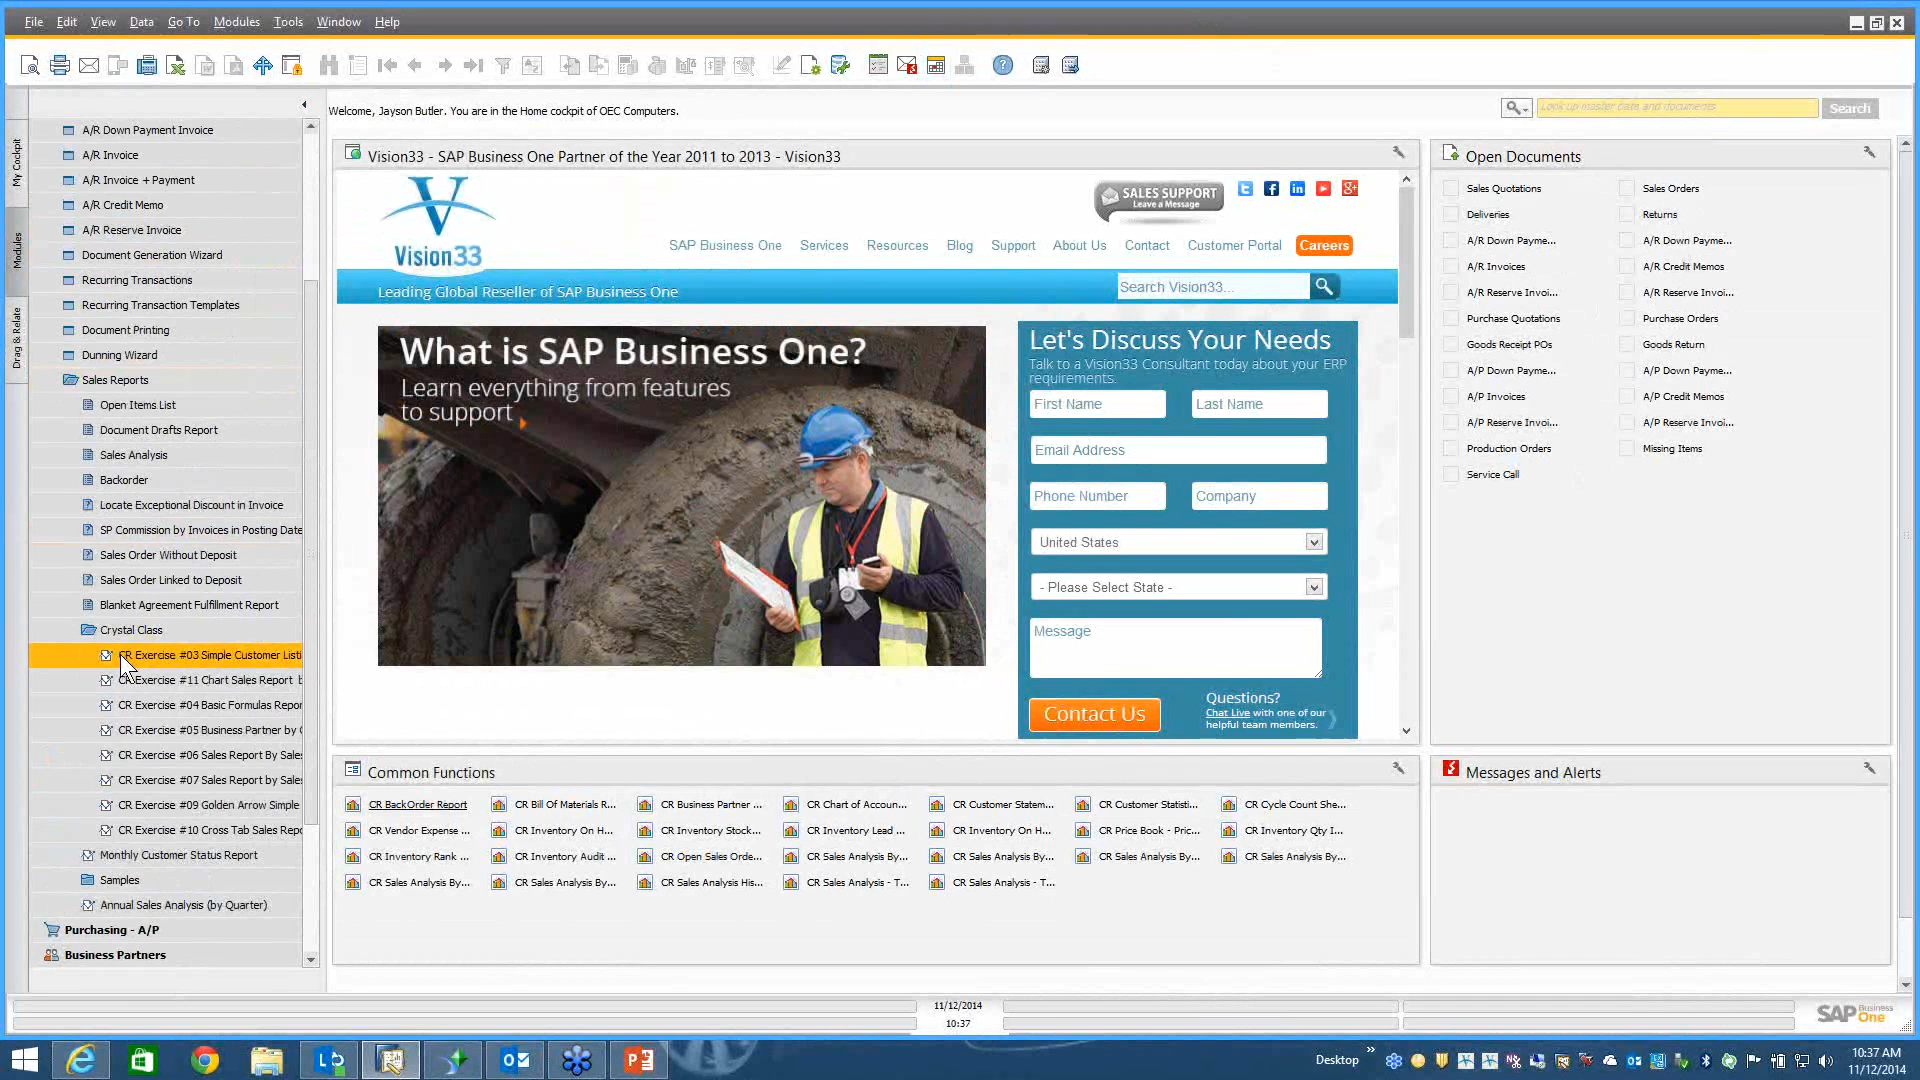 File Edit View Data Go To Modules Tools Window Help
Welcome, Jayson Butler. You are in the Home cockpit of OEC Computers.
Look up master data and documents
Search
My Cockpit
Modules
Drag & Relate
A/R Down Payment Invoice
A/R Invoice
A/R Invoice + Payment
A/R Credit Memo
A/R Reserve Invoice
Document Generation Wizard
Recurring Transactions
Recurring Transaction Templates
Document Printing
Dunning Wizard
Sales Reports
Open Items List
Document Drafts Report
Sales Analysis
Backorder
Locate Exceptional Discount in Invoice
SP Commission by Invoices in Posting Date
Sales Order Without Deposit
Sales Order Linked to Deposit
Blanket Agreement Fulfillment Report
Crystal Class
CR Exercise #03 Simple Customer Listi
CR Exercise #11 Chart Sales Report b
CR Exercise #04 Basic Formulas Repor
CR Exercise #05 Business Partner by C
CR Exercise #06 Sales Report By Sales
CR Exercise #07 Sales Report by Sales
CR Exercise #09 Golden Arrow Simple
CR Exercise #10 Cross Tab Sales Repo
Monthly Customer Status Report
Samples
Annual Sales Analysis (by Quarter)
Purchasing - A/P
Business Partners
Vision33 - SAP Business One Partner of the Year 2011 to 2013 - Vision33
Vision33
SALES SUPPORT
Leave a Message
SAP Business One Services Resources Blog Support About Us Contact Customer Portal Careers
Leading Global Reseller of SAP Business One
Search Vision33...
What is SAP Business One?
Learn everything from features
to support
Let's Discuss Your Needs
Talk to a Vision33 Consultant today about your ERP
requirements.
First Name Last Name
Email Address
Phone Number Company
United States
- Please Select State -
Message
Contact Us
Questions?
Chat Live with one of our
helpful team members.
Open Documents
Sales Quotations Sales Orders
Deliveries Returns
A/R Down Payme... A/R Down Payme...
A/R Invoices A/R Credit Memos
A/R Reserve Invoi... A/R Reserve Invoi...
Purchase Quotations Purchase Orders
Goods Receipt POs Goods Return
A/P Down Payme... A/P Down Payme...
A/P Invoices A/P Credit Memos
A/P Reserve Invoi... A/P Reserve Invoi...
Production Orders Missing Items
Service Call
Common Functions
CR BackOrder Report CR Bill Of Materials R... CR Business Partner ... CR Chart of Accoun... CR Customer Statem... CR Customer Statisti... CR Cycle Count She...
CR Vendor Expense ... CR Inventory On H... CR Inventory Stock... CR Inventory Lead ... CR Inventory On H... CR Price Book - Pric... CR Inventory Qty I...
CR Inventory Rank ... CR Inventory Audit ... CR Open Sales Orde... CR Sales Analysis By... CR Sales Analysis By... CR Sales Analysis By... CR Sales Analysis By...
CR Sales Analysis By... CR Sales Analysis By... CR Sales Analysis His... CR Sales Analysis - T... CR Sales Analysis - T...
Messages and Alerts
11/12/2014
10:37
SAP Business One
Desktop
10:37 AM
11/12/2014